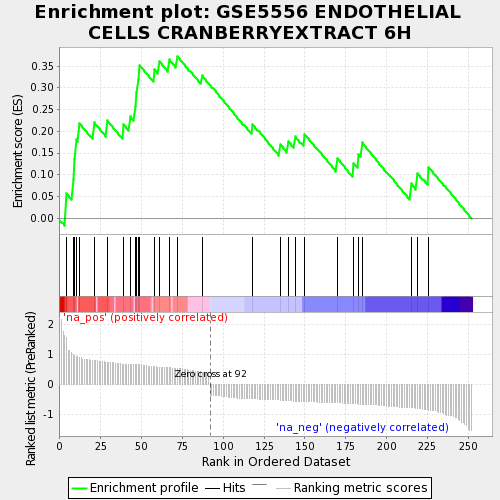 Enrichment plot: GSE5556 ENDOTHELIAL
CELLS CRANBERRYEXTRACT 6H
Enrichment score (ES)
0.35
0.30
0.25
0.20
0.15
0.10
0.05
0.00
'na_pos' (positively correlated)
Ranked list metric (PreRanked)
2
1
0
-1
Zero cross at 92
'na_neg' (negatively correlated)
0 25 50 75 100 125 150 175 200 225 250
Rank in Ordered Dataset
Enrichment profile Hits Ranking metric scores